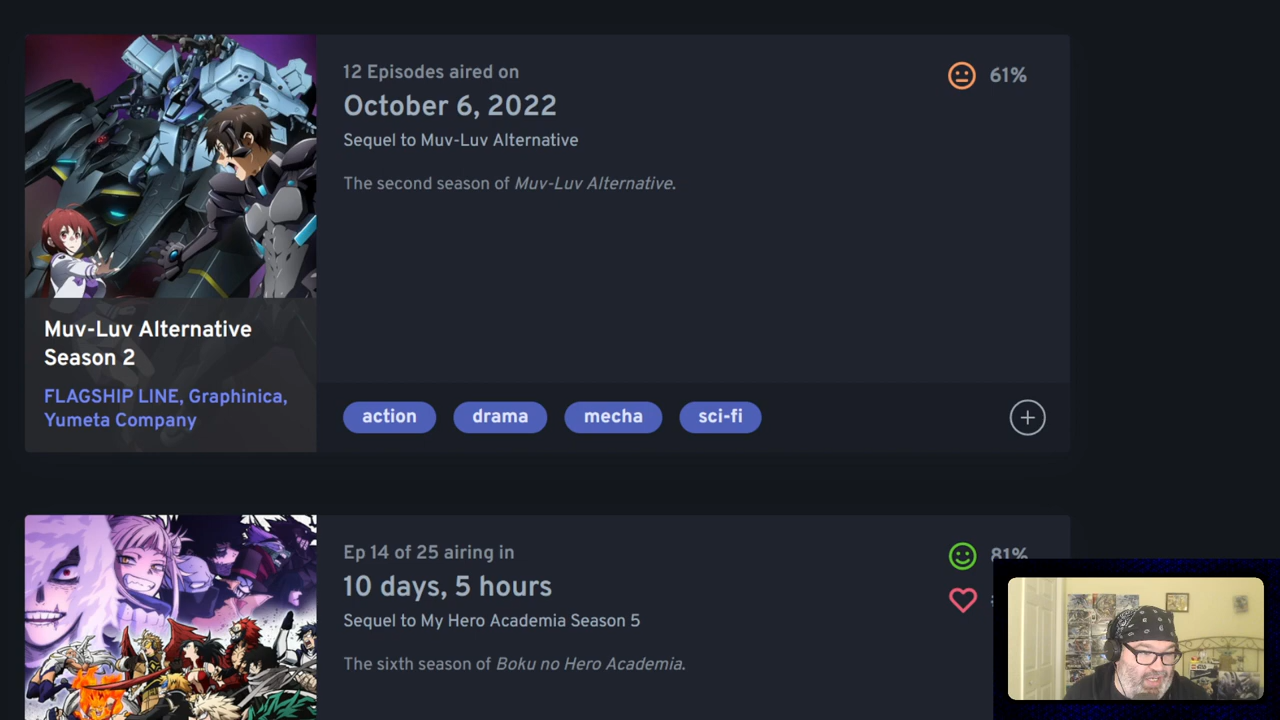 12 Episodes aired on
61%
October 6, 2022
Sequel to Muv-Luv Alternative
The second season of Muv-Luv Alternative.
Muv-Luv Alternative
Season 2
FLAGSHIP LINE, Graphinica,
Yumeta Company
action drama mecha sci-fi
Ep 14 of 25 airing in
81%
10 days, 5 hours
Sequel to My Hero Academia Season 5
The sixth season of Boku no Hero Academia.